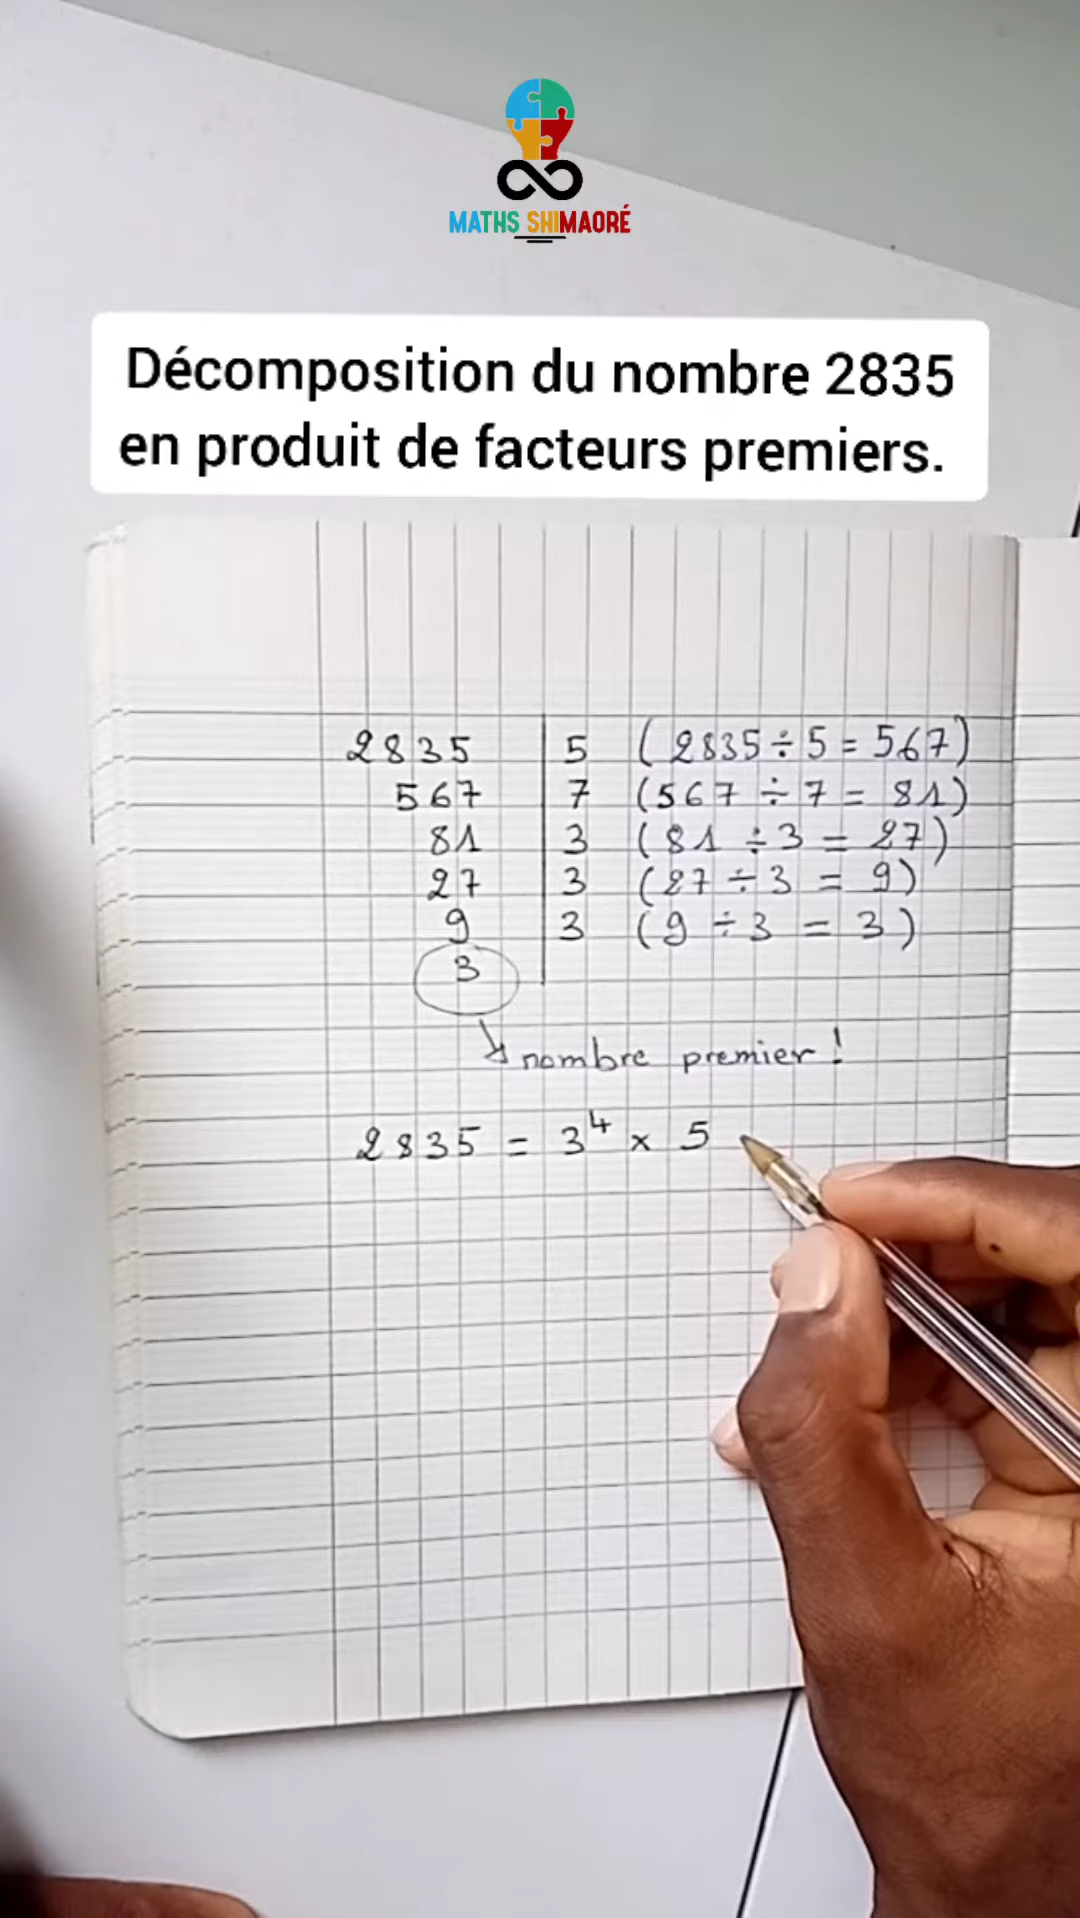 MATHS SHIMAORÉ
Décomposition du nombre 2835
en produit de facteurs premiers.
2835 | 5 (2835 ÷ 5 = 567)
567 | 7 (567 ÷ 7 = 81)
81 | 3 (81 ÷ 3 = 27)
27 | 3 (27 ÷ 3 = 9)
9 | 3 (9 ÷ 3 = 3)
3
nombre premier !
2835 = 3⁴ × 5